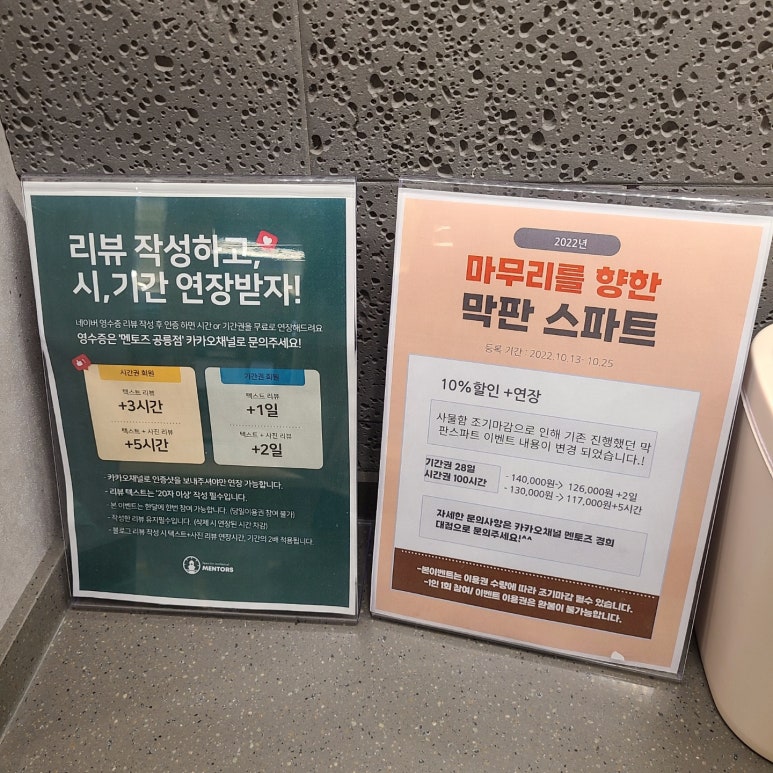 리뷰 작성하고,
시,기간 연장받자!
네이버 영수증 리뷰 작성 후 인증 하면 시간 or 기간권을 무료로 연장해드려요
영수증은 '멘토즈 공릉점' 카카오채널로 문의주세요!
시간권 회원
텍스트 리뷰
+3시간
텍스트 + 사진 리뷰
+5시간
기간권 회원
텍스트 리뷰
+1일
텍스트 + 사진 리뷰
+2일
- 카카오채널로 인증샷을 보내주셔야만 연장 가능합니다.
- 리뷰 텍스트는 '20자 이상' 작성 필수입니다.
- 본 이벤트는 한달에 한번 참여 가능합니다. (당일이용권 참여 불가)
- 작성한 리뷰 유지필수입니다. (삭제 시 연장된 시간 차감)
- 블로그 리뷰 작성 시 텍스트+사진 리뷰 연장시간, 기간의 2배 적용됩니다
MENTORS
2022년
마무리를 향한
막판 스파트
등록 기간 : 2022.10.13~10.25
10%할인 +연장
사물함 조기마감으로 인해 기존 진행했던 막
판스파트 이벤트 내용이 변경 되었습니다.!
기간권 28일 - 140,000원-> 126,000원 +2일
시간권 100시간 - 130,000원 -> 117,000원+5시간
자세한 문의사항은 카카오채널 멘토즈 경희
대점으로 문의주세요!^^
-본이벤트는 이용권 수량에 따라 조기마감 될수 있습니다.
-1인 1회 참여/ 이벤트 이용권은 환불이 불가능합니다.